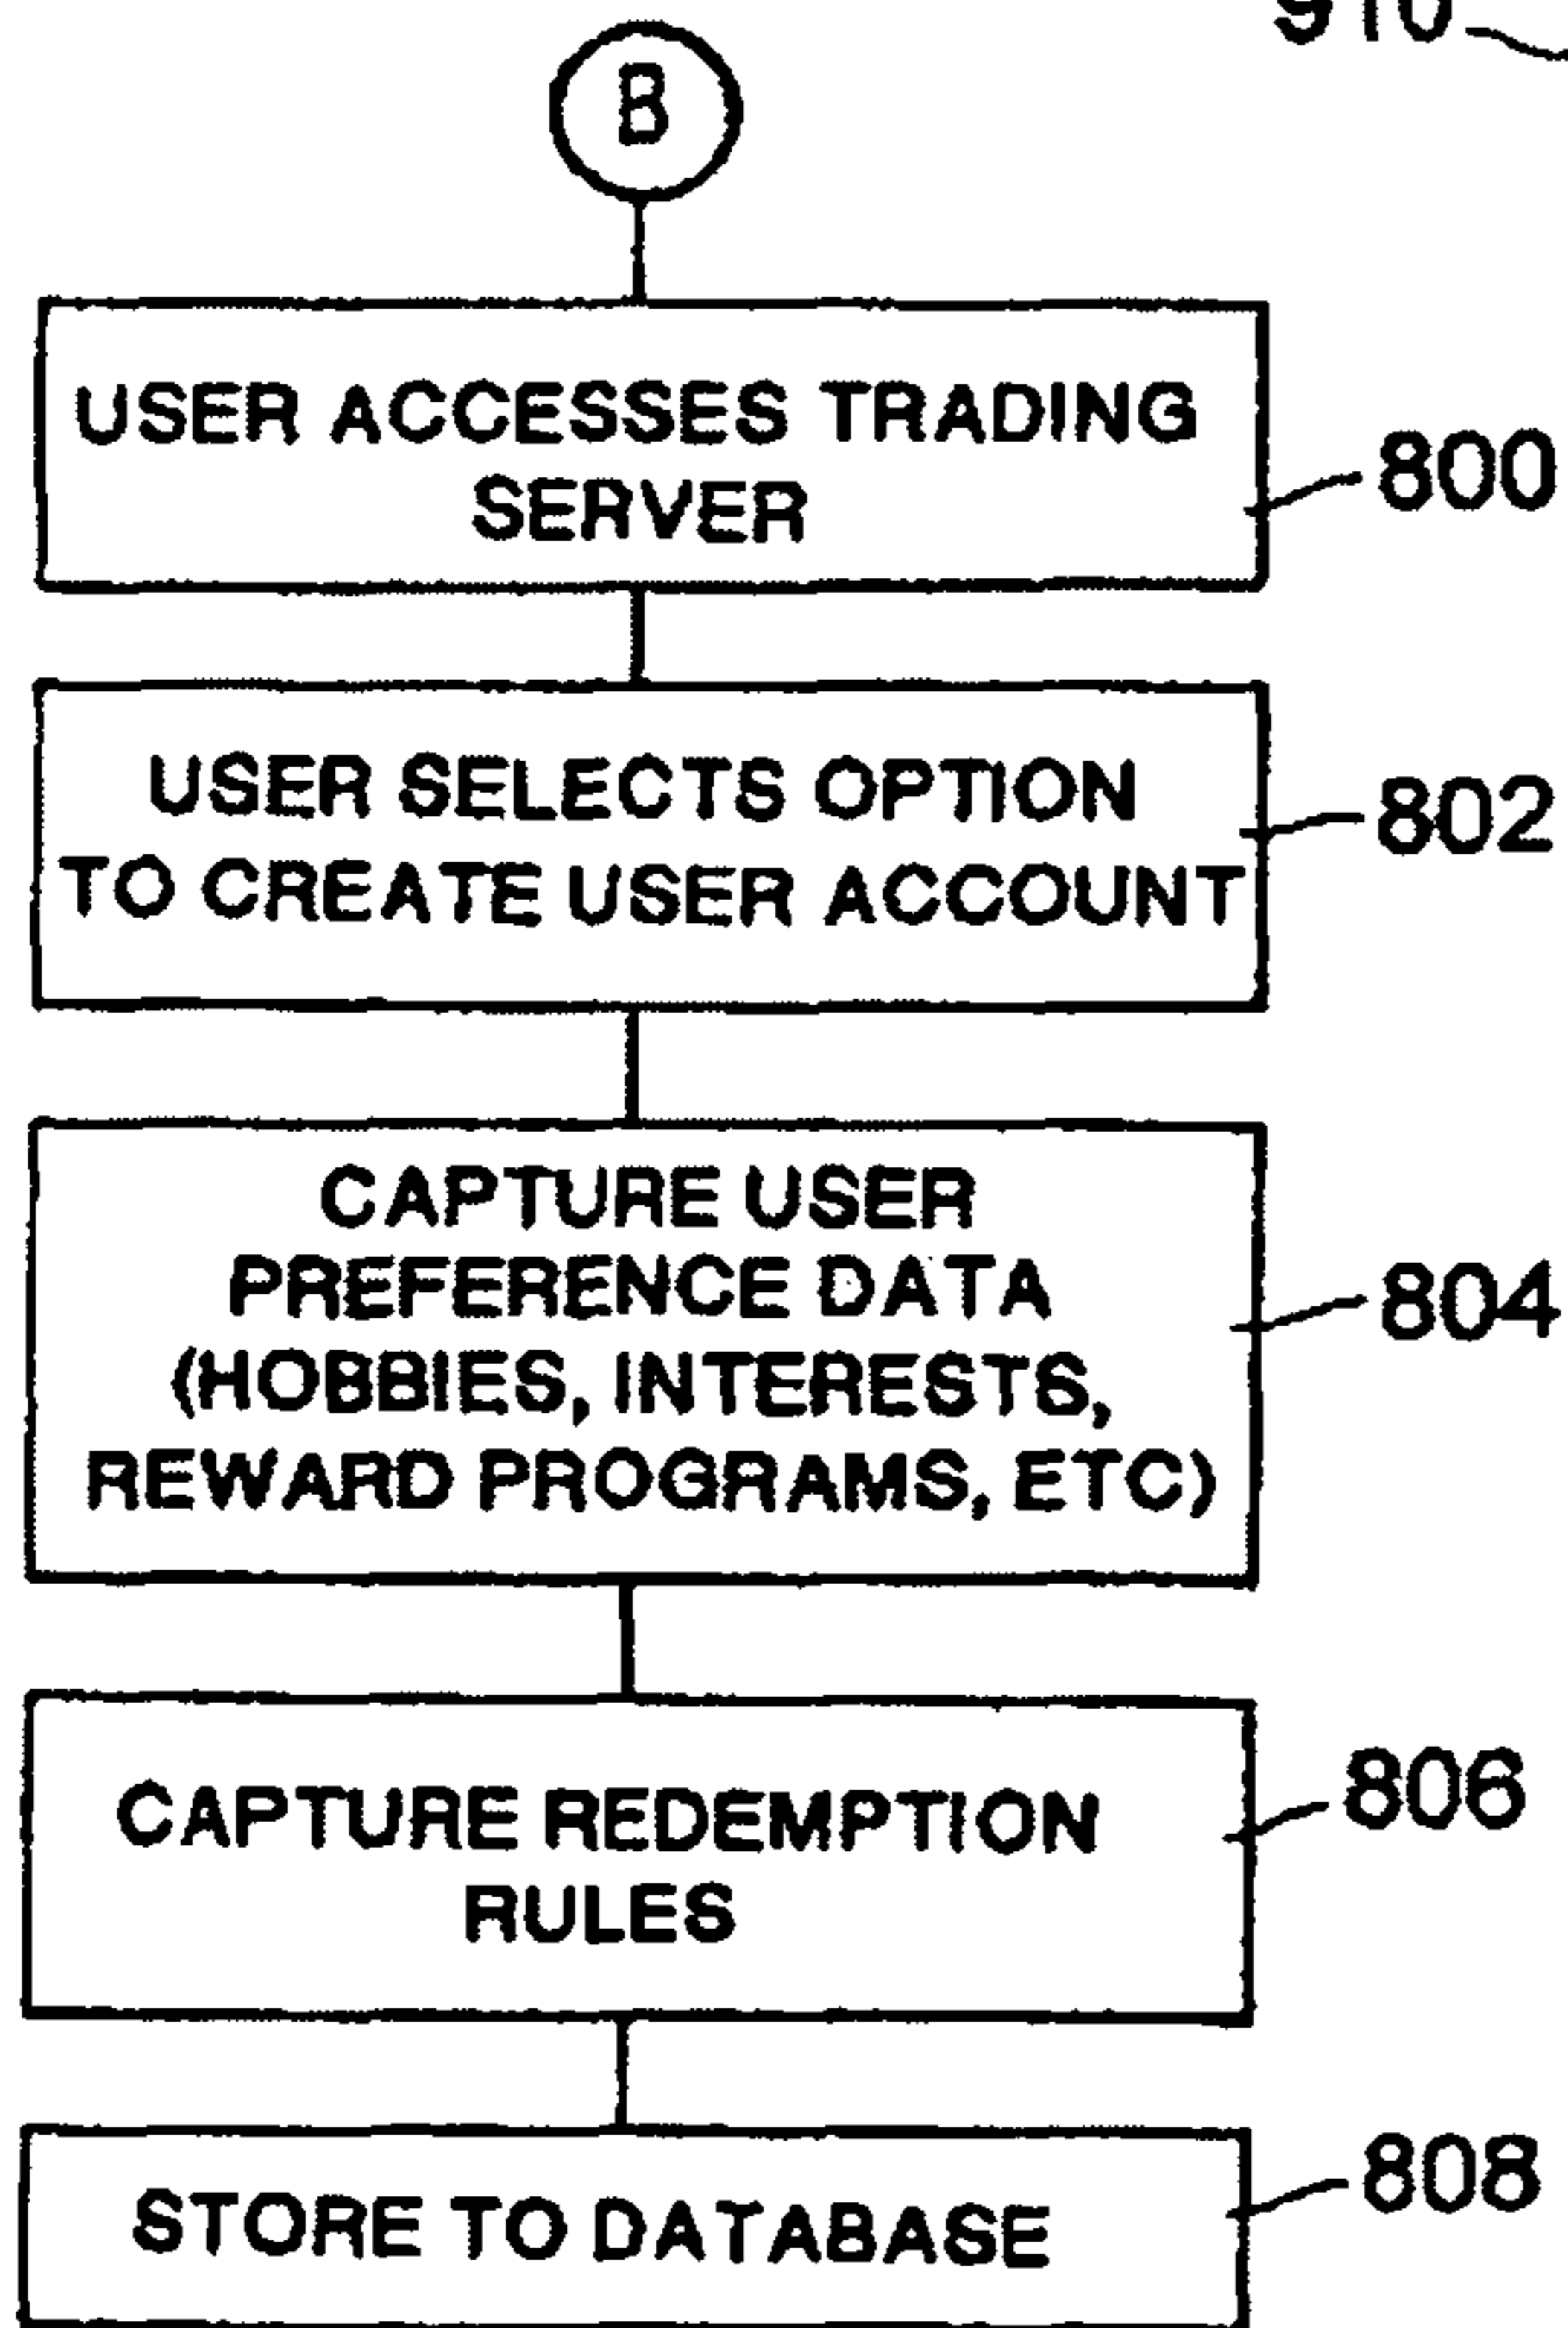 910
B
USER ACCESSES TRADING
SERVER
800
USER SELECTS OPTION
TO CREATE USER ACCOUNT
802
CAPTURE USER
PREFERENCE DATA
(HOBBIES, INTERESTS,
REWARD PROGRAMS, ETC)
804
CAPTURE REDEMPTION
RULES
806
STORE TO DATABASE
808